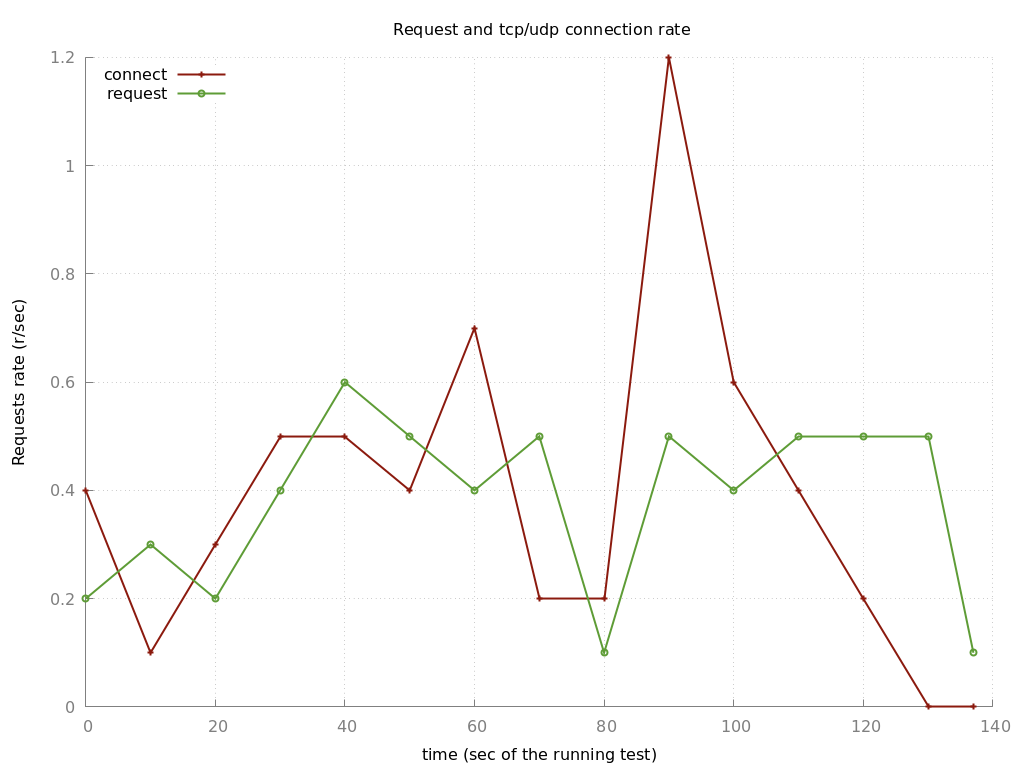 Request and tcp/udp connection rate
connect
request
1.2
1
0.8
0.6
0.4
0.2
0
0 20 40 60 80 100 120 140
Requests rate (r/sec)
time (sec of the running test)